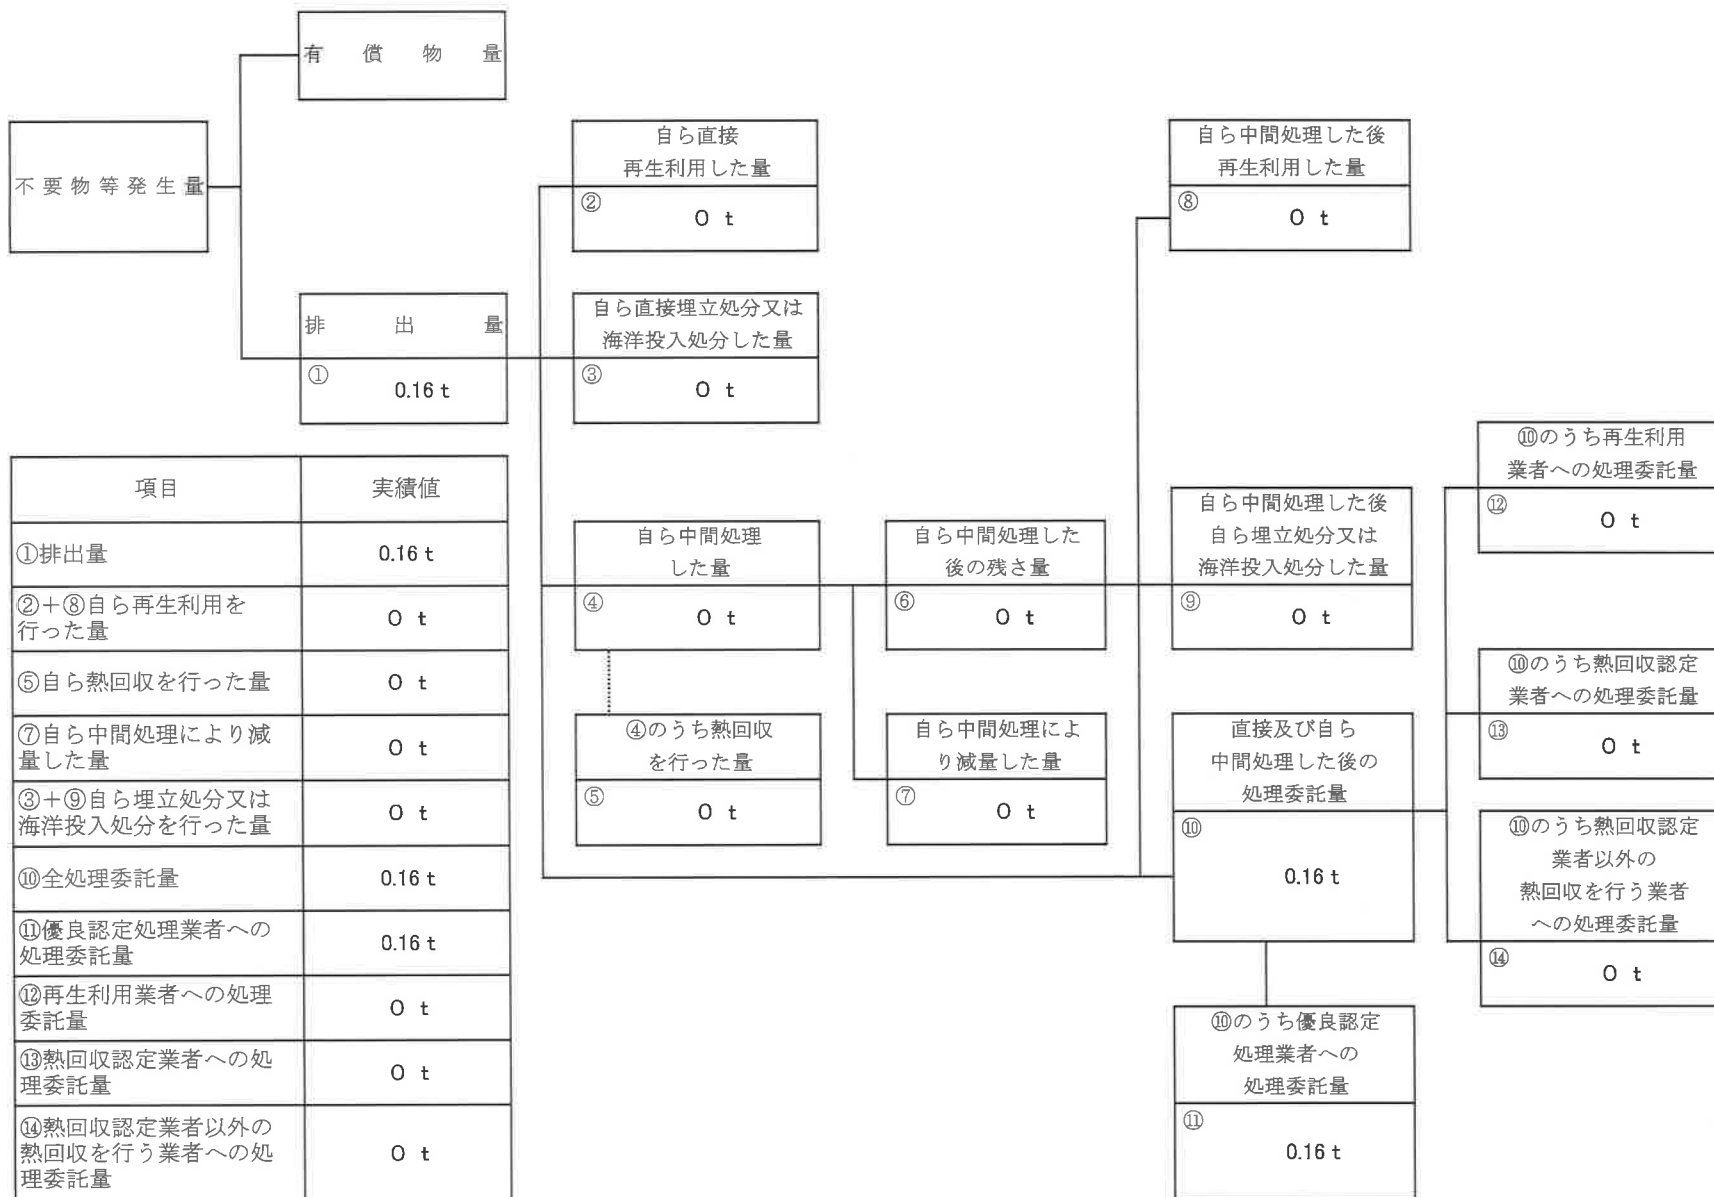 有償物量
不要物等発生量
排出量
① 0.16 t
自ら直接
再生利用した量
② 0 t
自ら直接埋立処分又は
海洋投入処分した量
③ 0 t
自ら中間処理
した量
④ 0 t
④のうち熱回収
を行った量
⑤ 0 t
自ら中間処理した
後の残さ量
⑥ 0 t
自ら中間処理によ
り減量した量
⑦ 0 t
自ら中間処理した後
再生利用した量
⑧ 0 t
自ら中間処理した後
自ら埋立処分又は
海洋投入処分した量
⑨ 0 t
直接及び自ら
中間処理した後の
処理委託量
⑩
0.16 t
⑩のうち優良認定
処理業者への
処理委託量
⑪
0.16 t
⑩のうち再生利用
業者への処理委託量
⑫ 0 t
⑩のうち熱回収認定
業者への処理委託量
⑬ 0 t
⑩のうち熱回収認定
業者以外の
熱回収を行う業者
への処理委託量
⑭ 0 t
項目 実績値
①排出量 0.16 t
②＋⑧自ら再生利用を
行った量 0 t
⑤自ら熱回収を行った量 0 t
⑦自ら中間処理により減
量した量 0 t
③＋⑨自ら埋立処分又は
海洋投入処分を行った量 0 t
⑩全処理委託量 0.16 t
⑪優良認定処理業者への
処理委託量 0.16 t
⑫再生利用業者への処理
委託量 0 t
⑬熱回収認定業者への処
理委託量 0 t
⑭熱回収認定業者以外の
熱回収を行う業者への処
理委託量 0 t